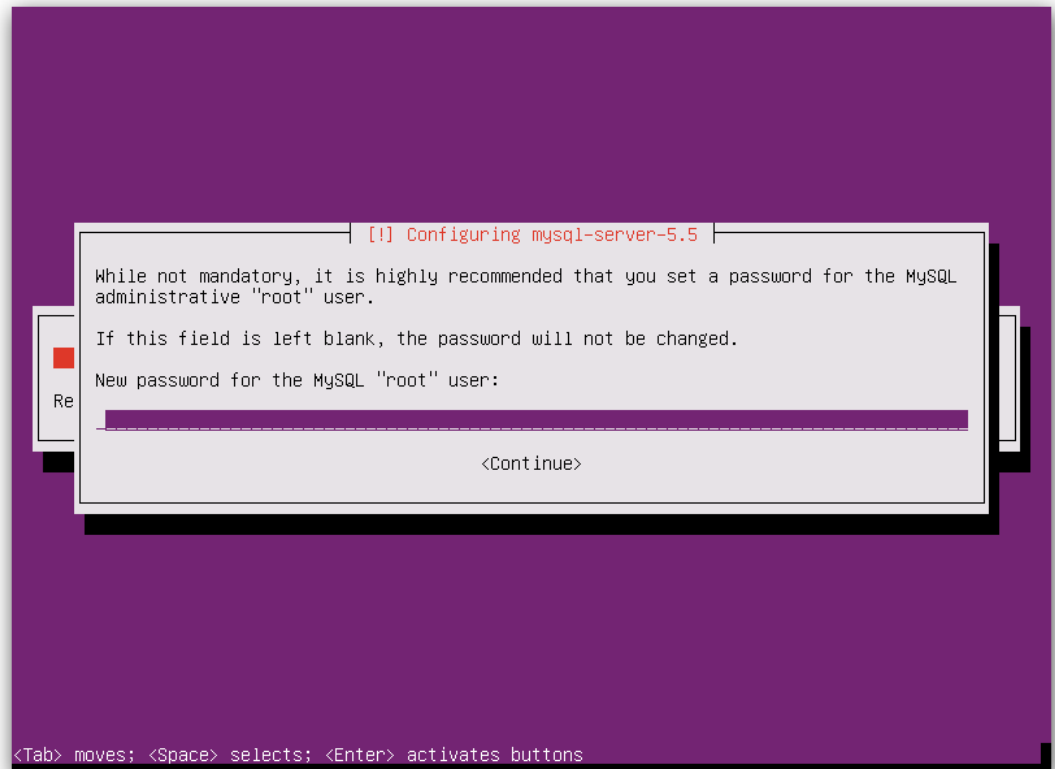 [!] Configuring mysql-server-5.5
While not mandatory, it is highly recommended that you set a password for the MySQL
administrative "root" user.
If this field is left blank, the password will not be changed.
New password for the MySQL "root" user:
Re
<Continue>
<Tab> moves; <Space> selects; <Enter> activates buttons